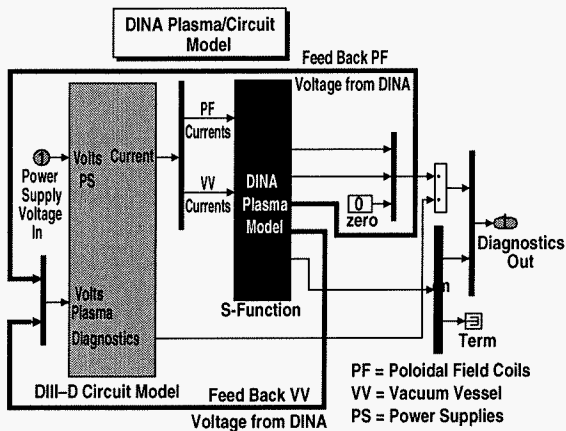 DINA Plasma/Circuit
Model
Feed Back PF
Voltage from DINA
PF
Currents
1
Volts
PS
Current
Power
Supply
Voltage
In
VV
Currents
DINA
Plasma
Model
0
zero
Diagnostics
Out
Volts
Plasma
Diagnostics
S-Function
Term
DIII–D Circuit Model
Feed Back VV
Voltage from DINA
PF = Poloidal Field Coils
VV = Vacuum Vessel
PS = Power Supplies